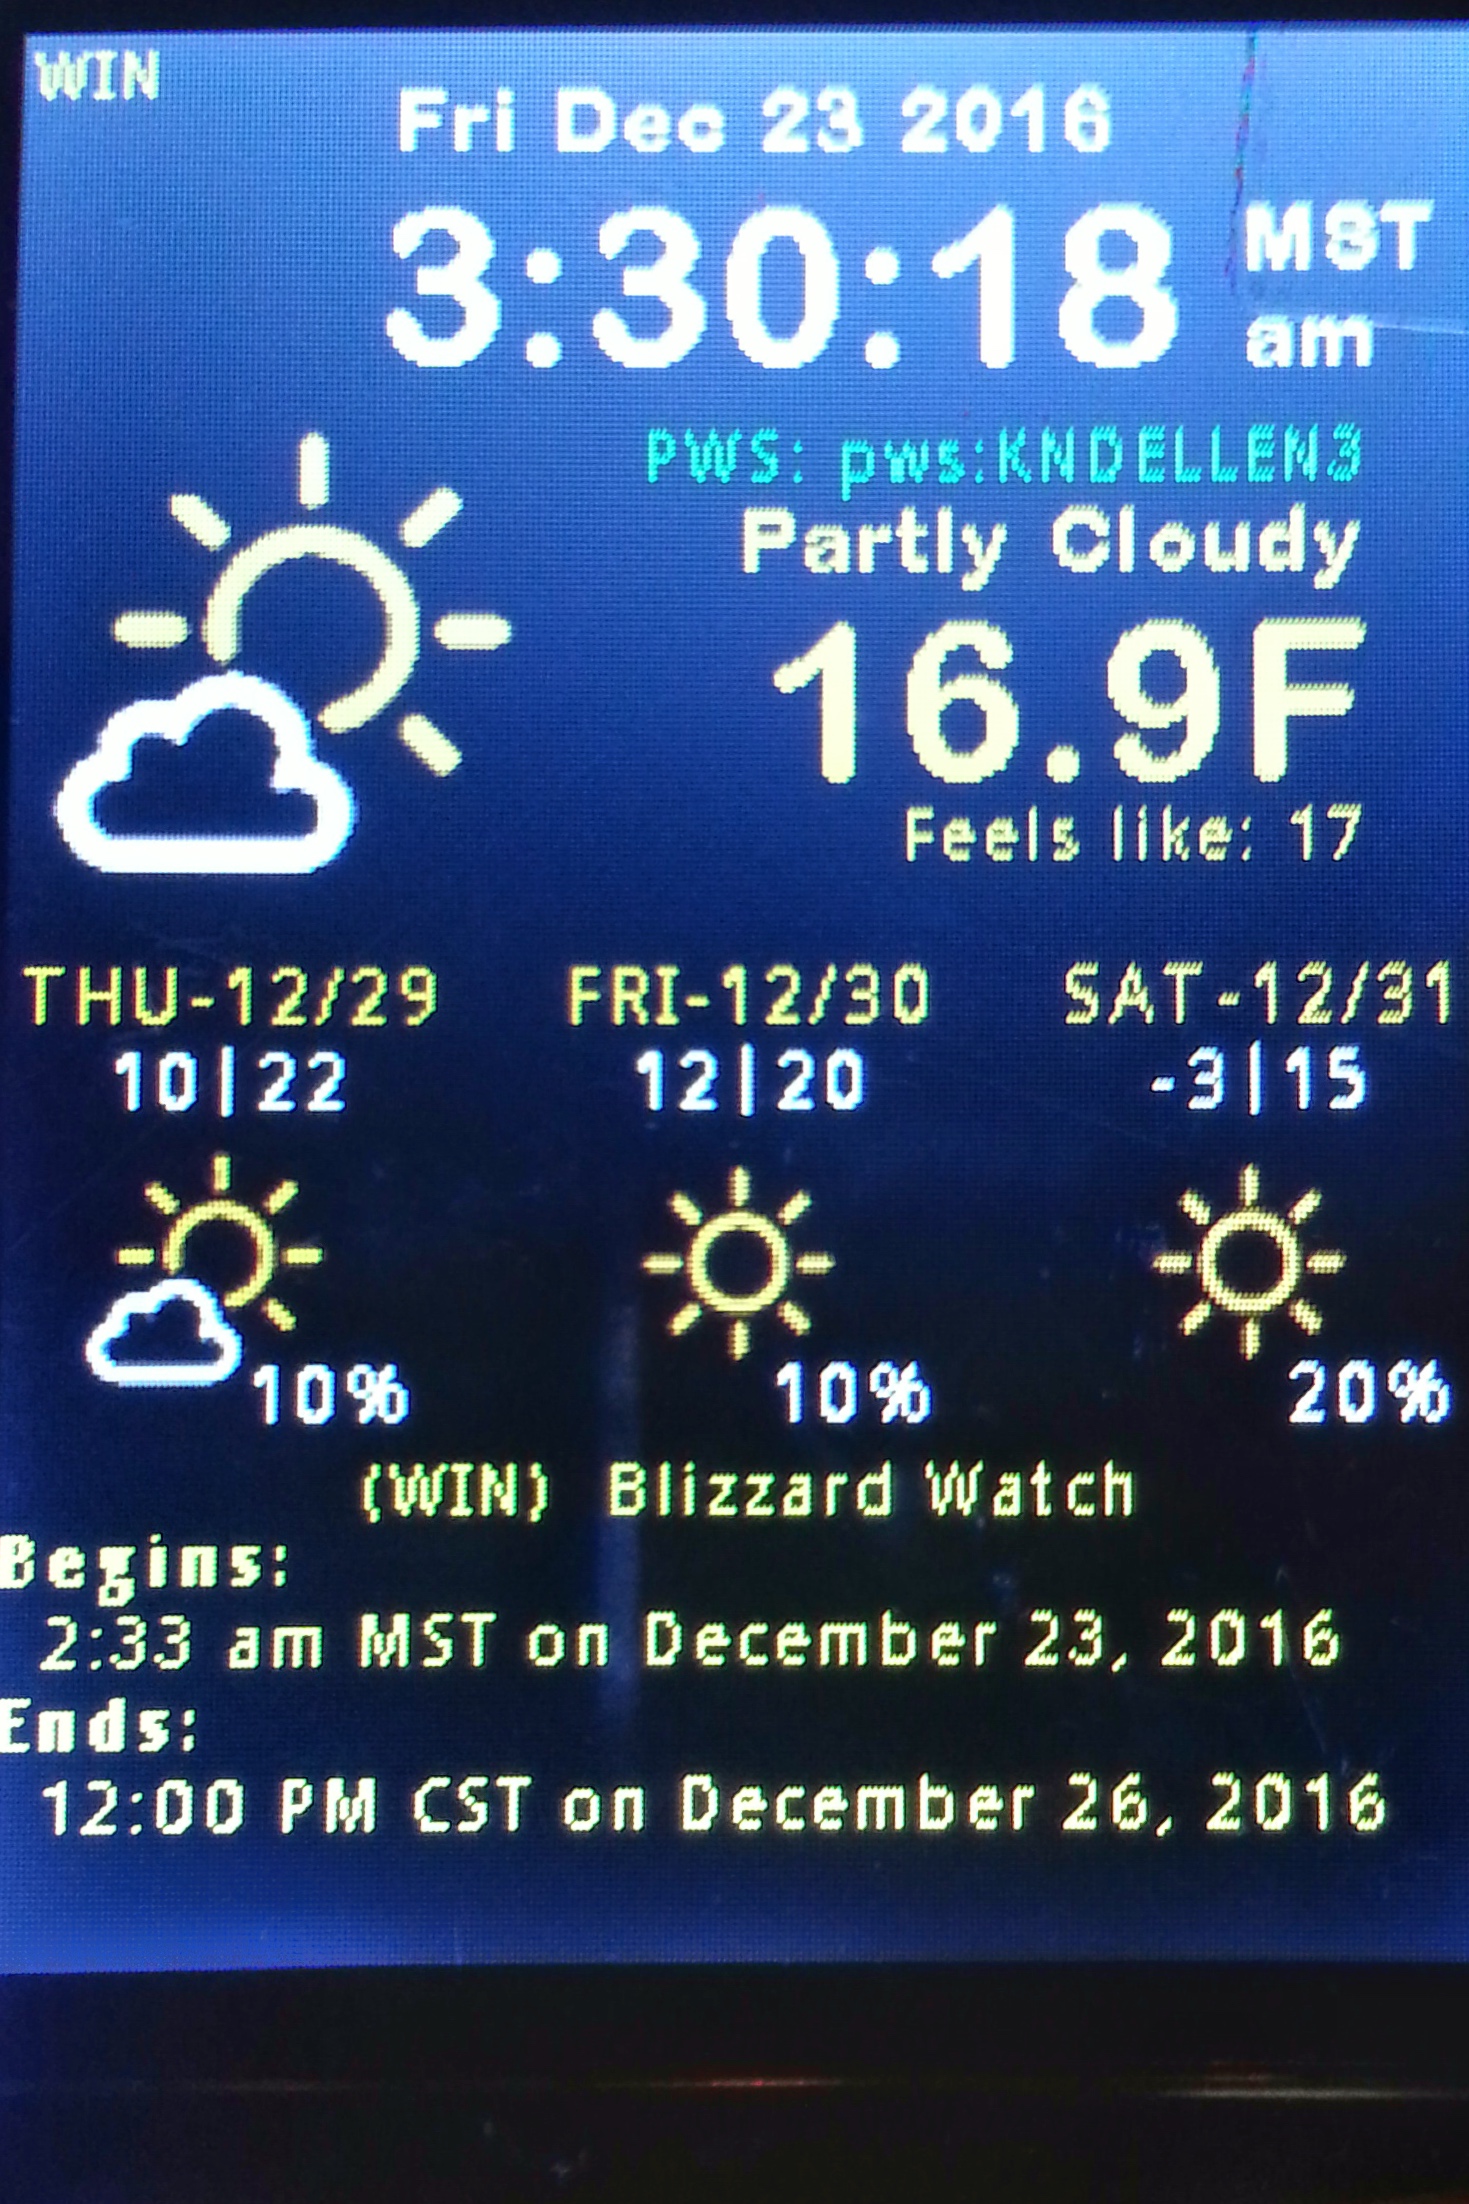 WIN
Fri Dec 23 2016
3:30:18 MST
am
PWS: pws:KNDELLEN3
Partly Cloudy
16.9F
Feels like: 17
THU-12/29 FRI-12/30 SAT-12/31
10|22 12|20 -3|15
10% 10% 20%
(WIN) Blizzard Watch
Begins:
2:33 am MST on December 23, 2016
Ends:
12:00 PM CST on December 26, 2016